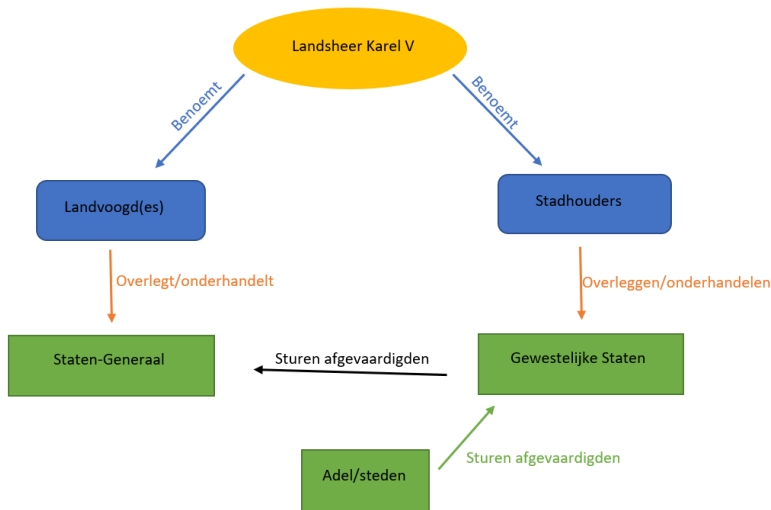 Landsheer Karel V
Benoemt
Benoemt
Landvoogd(es)
Stadhouders
Overlegt/onderhandelt
Overleggen/onderhandelen
Staten-Generaal
Sturen afgevaardigden
Gewestelijke Staten
Adel/steden
Sturen afgevaardigden